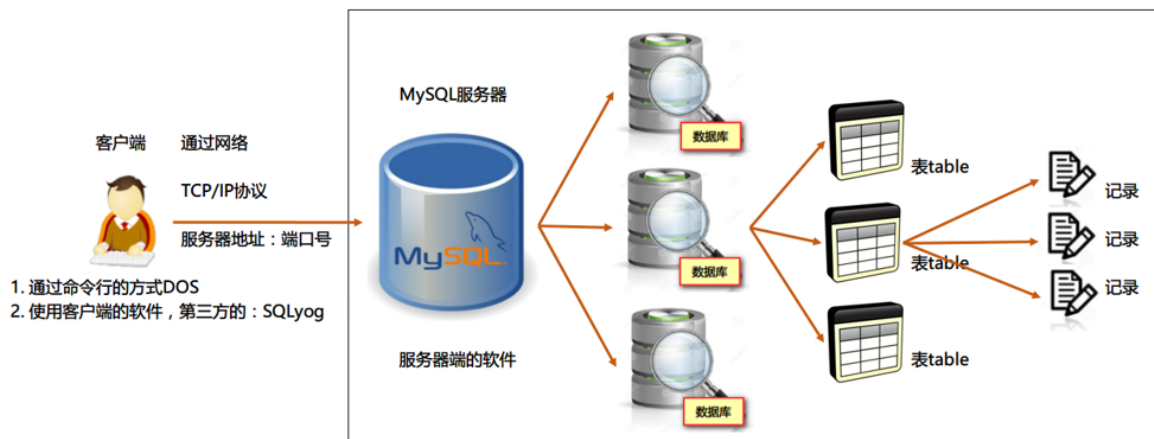 客户端
通过网络
TCP/IP协议
服务器地址：端口号
1. 通过命令行的方式DOS
2. 使用客户端的软件，第三方的：SQLyog
MySQL服务器
MySQL
服务器端的软件
数据库
数据库
数据库
表table
表table
表table
记录
记录
记录